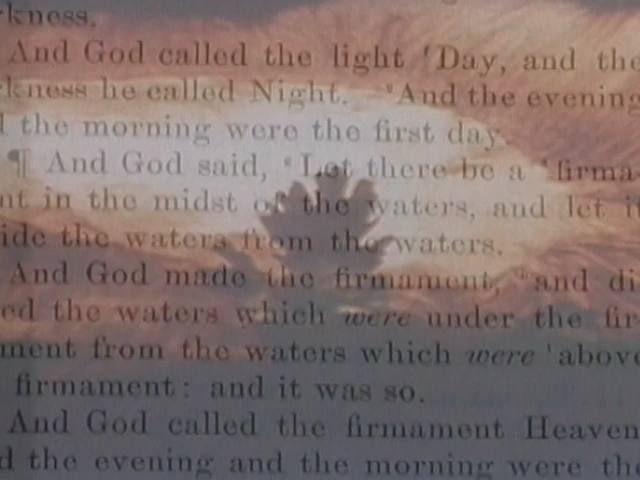 kness.
And God called the light Day, and the
kness he called Night. And the evening
the morning were the first day.
¶ And God said, Let there be a firma-
nt in the midst of the waters, and let it
ide the waters from the waters.
And God made the firmament, and di-
ed the waters which were under the fir-
ment from the waters which were above
firmament: and it was so.
And God called the firmament Heaven
d the evening and the morning were the